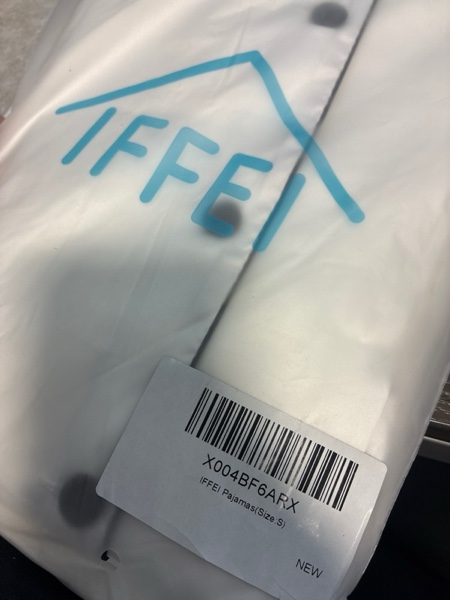 IFFEI
X004BF6ARX
IFFEI Pajamas(Size:S)
NEW